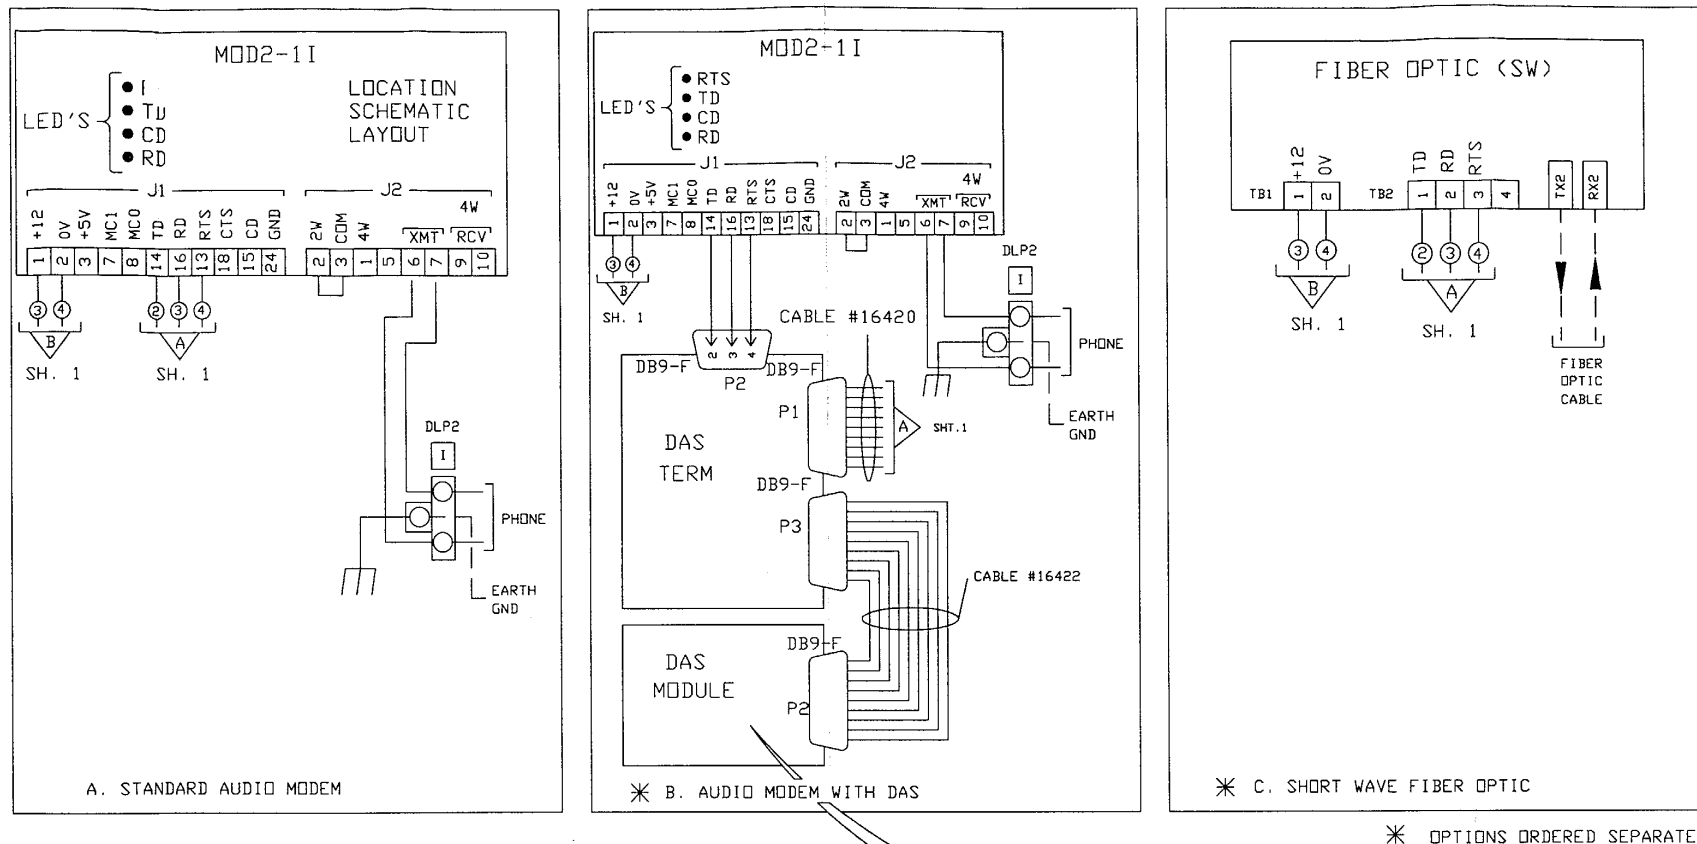 MOD2-1I
LED'S
TD
CD
RD
LOCATION
SCHEMATIC
LAYOUT
J1
J2
4W
+12 0V +5V MC1 MC0 TD RD RTS CTS CD GND
2W COM 4W XMT RCV
1 2 3 7 8 14 16 13 18 15 24
2 3 1 5 6 7 9 10
3 4 2 3 4
B A
SH. 1 SH. 1
DLP2
I
PHONE
EARTH
GND
A. STANDARD AUDIO MODEM
MOD2-1I
LED'S
RTS
TD
CD
RD
J1
J2
4W
+12 0V +5V MC1 MC0 TD RD RTS CTS CD GND
2W COM 4W XMT RCV
1 2 3 7 8 14 16 13 18 15 24
2 3 1 5 6 7 9 10
3 4
B
SH. 1
DLP2
I
CABLE #16420
PHONE
2 3 4
DB9-F P2 DB9-F
P1
A SHT.1
EARTH
GND
DAS
TERM
DB9-F
P3
CABLE #16422
DB9-F
DAS
MODULE
P2
✳ B. AUDIO MODEM WITH DAS
FIBER OPTIC (SW)
+12 0V TD RD RTS
TB1 1 2 TB2 1 2 3 4 TX2 RX2
3 4 2 3 4
B A
SH. 1 SH. 1
FIBER
OPTIC
CABLE
✳ C. SHORT WAVE FIBER OPTIC
✳ OPTIONS ORDERED SEPARATE